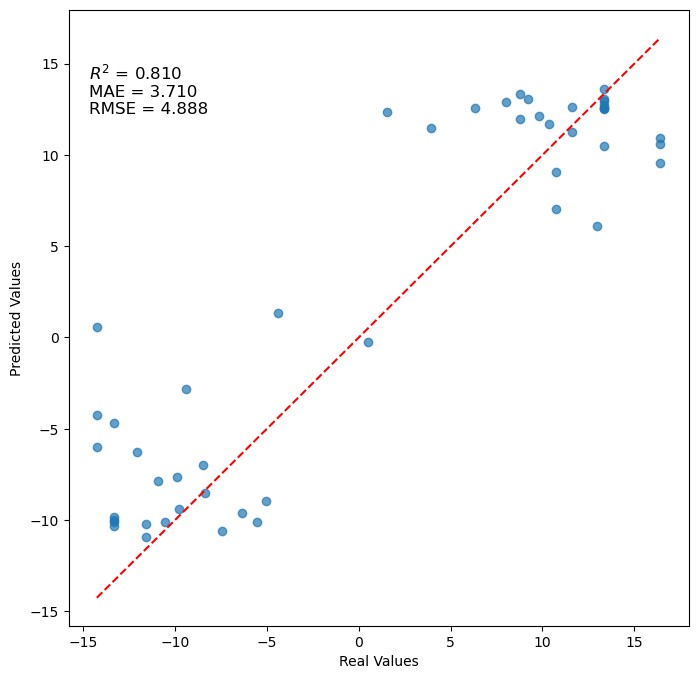 R² = 0.810
MAE = 3.710
RMSE = 4.888
15
10
5
0
−5
−10
−15
Predicted Values
−15 −10 −5 0 5 10 15
Real Values